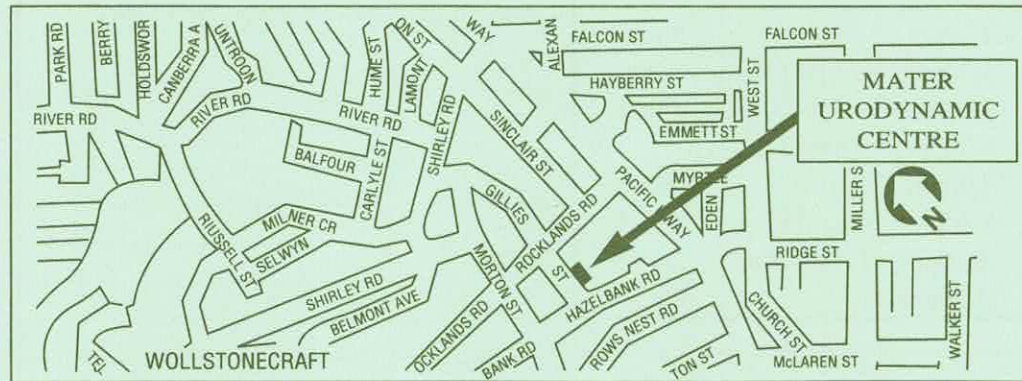 PARK RD
BERRY
HOLDSWOR
CANBERRA A
UNTROON
HUME ST
LAMONT
ON ST
WAY
ALEXAN
FALCON ST
FALCON ST
HAYBERRY ST
WEST ST
EMMETT ST
MATER
URODYNAMIC
CENTRE
RIVER RD
RIVER RD
RIVER RD
SHIRLEY RD
SINCLAIR ST
BALFOUR
CARLYLE ST
GILLIES
ROCKLANDS RD
PACIFIC WAY
MYRTLE
EDEN
MILLER S
N
RIUSSELL ST
MILNER CR
SELWYN
MORTON ST
ST
RIDGE ST
SHIRLEY RD
BELMONT AVE
HAZELBANK RD
OCKLANDS RD
ROWS NEST RD
CHURCH ST
WALKER ST
TEL
WOLLSTONECRAFT
BANK RD
TON ST
McLAREN ST